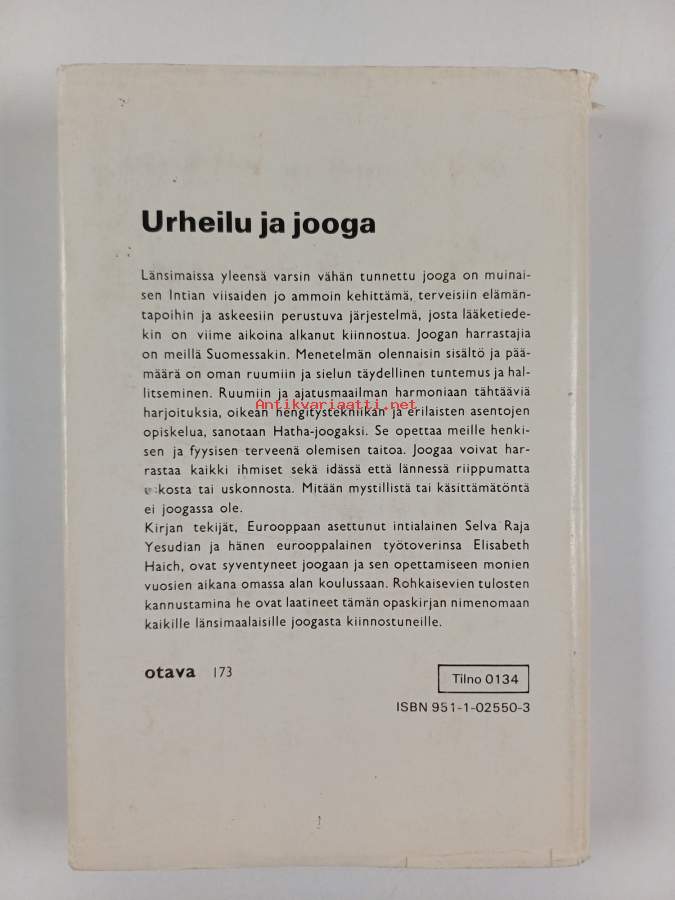 Urheilu ja jooga
Länsimaissa yleensä varsin vähän tunnettu jooga on muinai-
sen Intian viisaiden jo ammoin kehittämä, terveisiin elämän-
tapoihin ja askeesiin perustuva järjestelmä, josta lääketiede-
kin on viime aikoina alkanut kiinnostua. Joogan harrastajia
on meillä Suomessakin. Menetelmän olennaisin sisältö ja pää-
määrä on oman ruumiin ja sielun täydellinen tuntemus ja hal-
litseminen. Ruumiin ja ajatusmaailman harmoniaan tähtääviä
Antikvariaatti.net
harjoituksia, oikean hengitystekniikan ja erilaisten asentojen
opiskelua, sanotaan Hatha-joogaksi. Se opettaa meille henki-
sen ja fyysisen terveenä olemisen taitoa. Joogaa voivat har-
rastaa kaikki ihmiset sekä idässä että lännessä riippumatta
kosta tai uskonnosta. Mitään mystillistä tai käsittämätöntä
ei joogassa ole.
Kirjan tekijät, Eurooppaan asettunut intialainen Selva Raja
Yesudian ja hänen eurooppalainen työtoverinsa Elisabeth
Haich, ovat syventyneet joogaan ja sen opettamiseen monien
vuosien aikana omassa alan koulussaan. Rohkaisevien tulosten
kannustamina he ovat laatineet tämän opaskirjan nimenomaan
kaikille länsimaalaisille joogasta kiinnostuneille.
otava 173
Tilno 0134
ISBN 951-1-02550-3